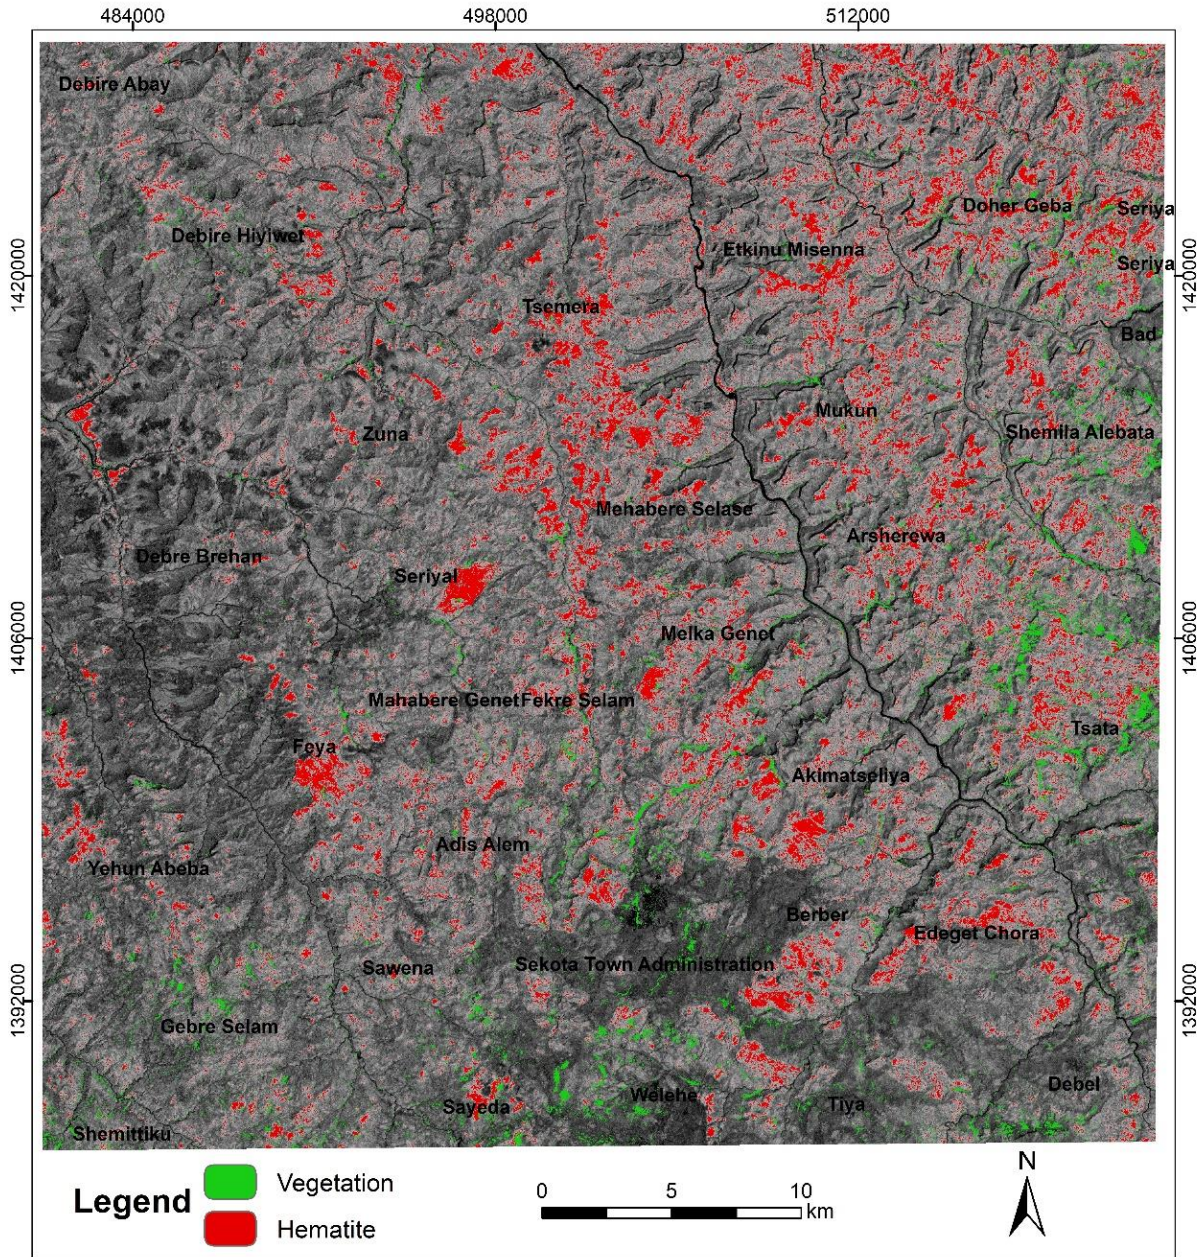 484000 498000 512000
Debire Abay
Doher Geba Seriya
Debire Hiyiwet
Etkinu Misenna
Seriya
1420000 1420000
Tsemera
Bad
Mukun
Zuna Shemila Alebata
Mehabere Selase
Arsherewa
Debre Brehan
Seriyal
Melka Genet
1406000 1406000
Mahabere Genet Fekre Selam
Tsata
Feya
Akimatseliya
Adis Alem
Yehun Abeba
Berber
Edeget Chora
Sawena Sekota Town Administration
1392000 1392000
Gebre Selam
Debel
Welehe
Sayeda Tiya
Shemittiku
Legend
Vegetation
Hematite
0 5 10
km
N